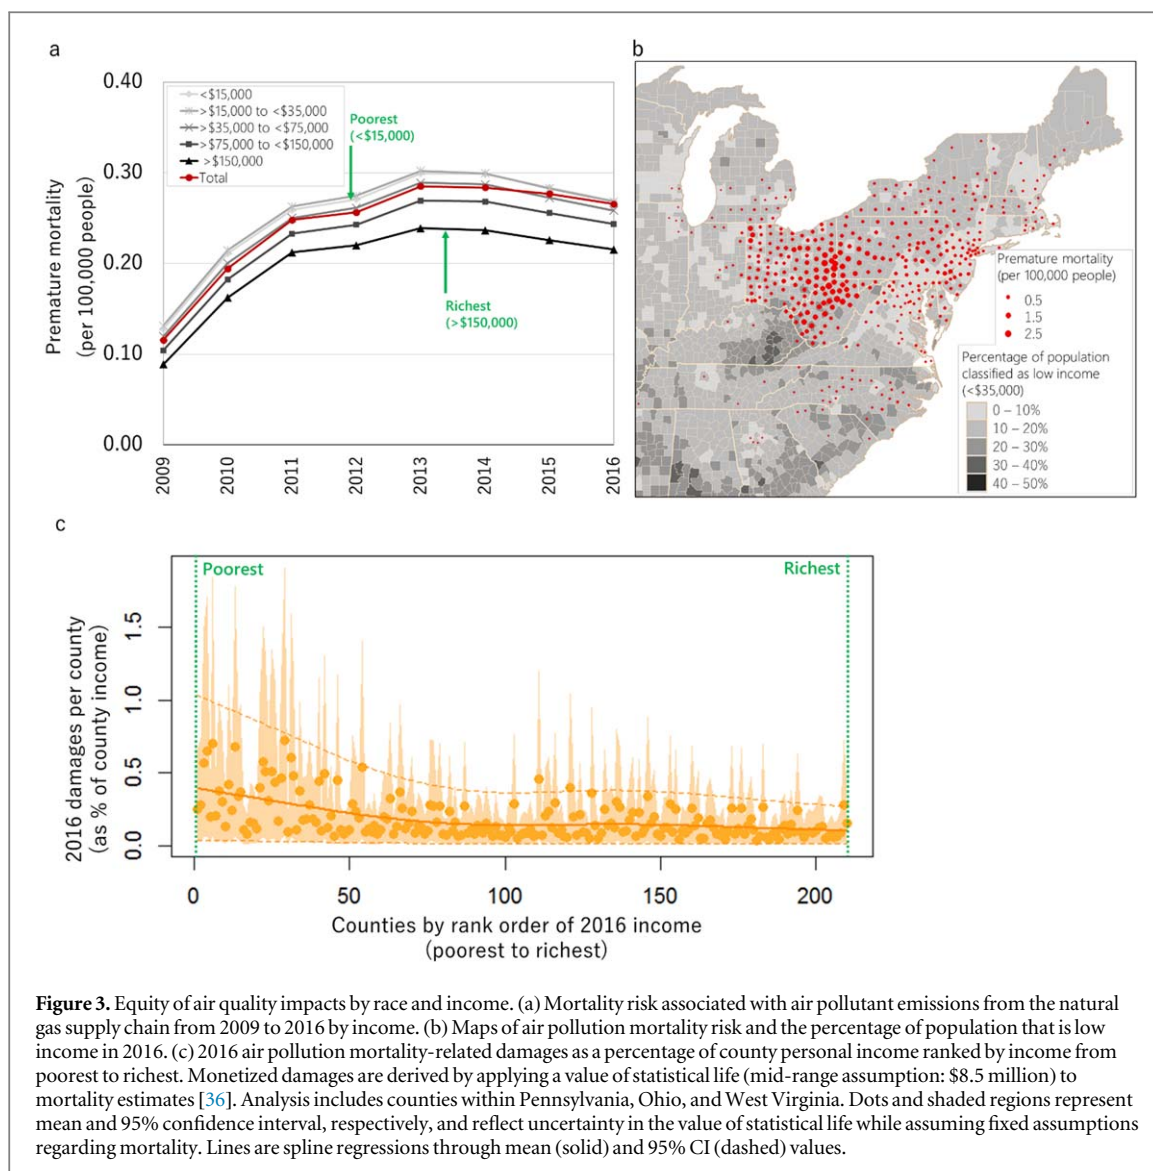 a
0.40
0.30
0.20
0.10
0.00
Premature mortality
(per 100,000 people)
<$15,000
>$15,000 to <$35,000
>$35,000 to <$75,000
>$75,000 to <$150,000
>$150,000
Total
Poorest
(<$15,000)
Richest
(>$150,000)
2009
2010
2011
2012
2013
2014
2015
2016
b
Premature mortality
(per 100,000 people)
0.5
1.5
2.5
Percentage of population
classified as low income
(<$35,000)
0 – 10%
10 – 20%
20 – 30%
30 – 40%
40 – 50%
c
Poorest
Richest
2016 damages per county
(as % of county income)
1.5
1.0
0.5
0.0
0
50
100
150
200
Counties by rank order of 2016 income
(poorest to richest)
Figure 3. Equity of air quality impacts by race and income. (a) Mortality risk associated with air pollutant emissions from the natural
gas supply chain from 2009 to 2016 by income. (b) Maps of air pollution mortality risk and the percentage of population that is low
income in 2016. (c) 2016 air pollution mortality-related damages as a percentage of county personal income ranked by income from
poorest to richest. Monetized damages are derived by applying a value of statistical life (mid-range assumption: $8.5 million) to
mortality estimates [36]. Analysis includes counties within Pennsylvania, Ohio, and West Virginia. Dots and shaded regions represent
mean and 95% confidence interval, respectively, and reflect uncertainty in the value of statistical life while assuming fixed assumptions
regarding mortality. Lines are spline regressions through mean (solid) and 95% CI (dashed) values.